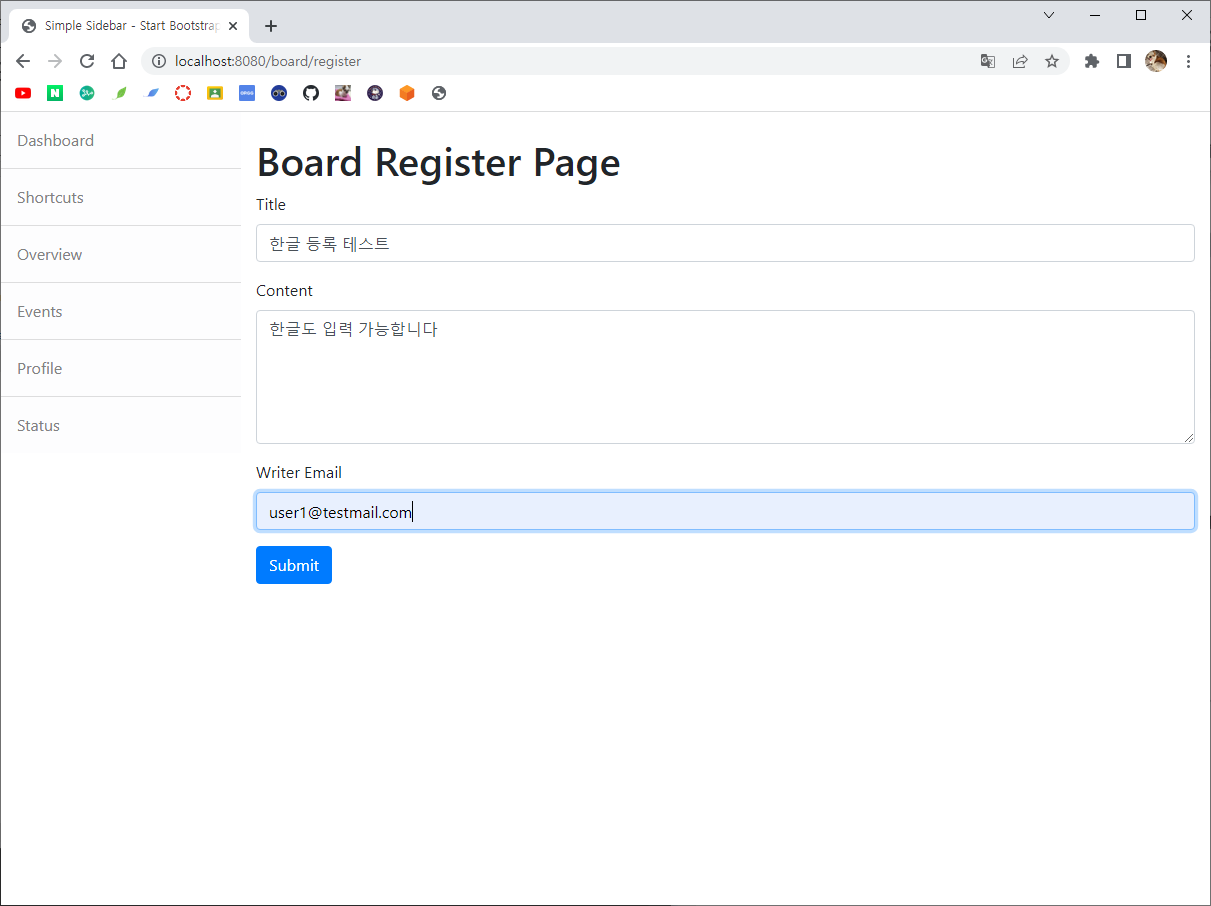 Simple Sidebar - Start Bootstrap
localhost:8080/board/register
Dashboard
Shortcuts
Overview
Events
Profile
Status
Board Register Page
Title
한글 등록 테스트
Content
한글도 입력 가능합니다
Writer Email
user1@testmail.com
Submit